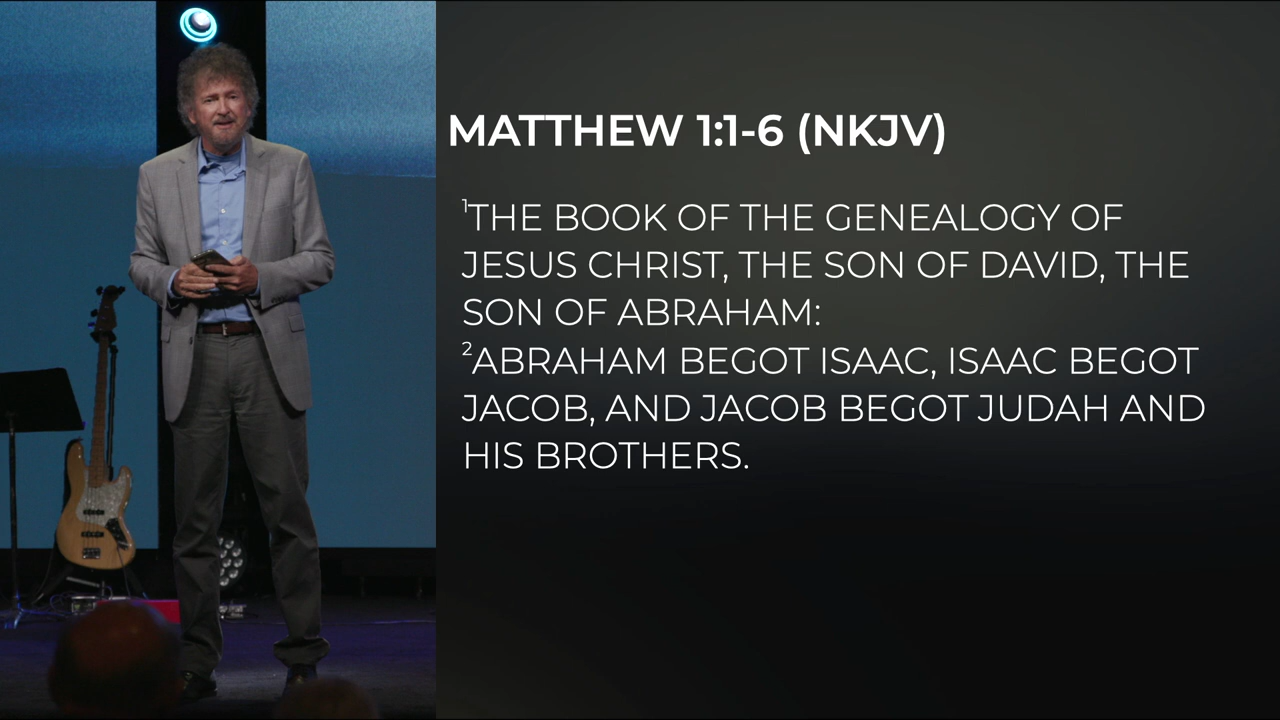 MATTHEW 1:1-6 (NKJV)
¹THE BOOK OF THE GENEALOGY OF
JESUS CHRIST, THE SON OF DAVID, THE
SON OF ABRAHAM:
²ABRAHAM BEGOT ISAAC, ISAAC BEGOT
JACOB, AND JACOB BEGOT JUDAH AND
HIS BROTHERS.